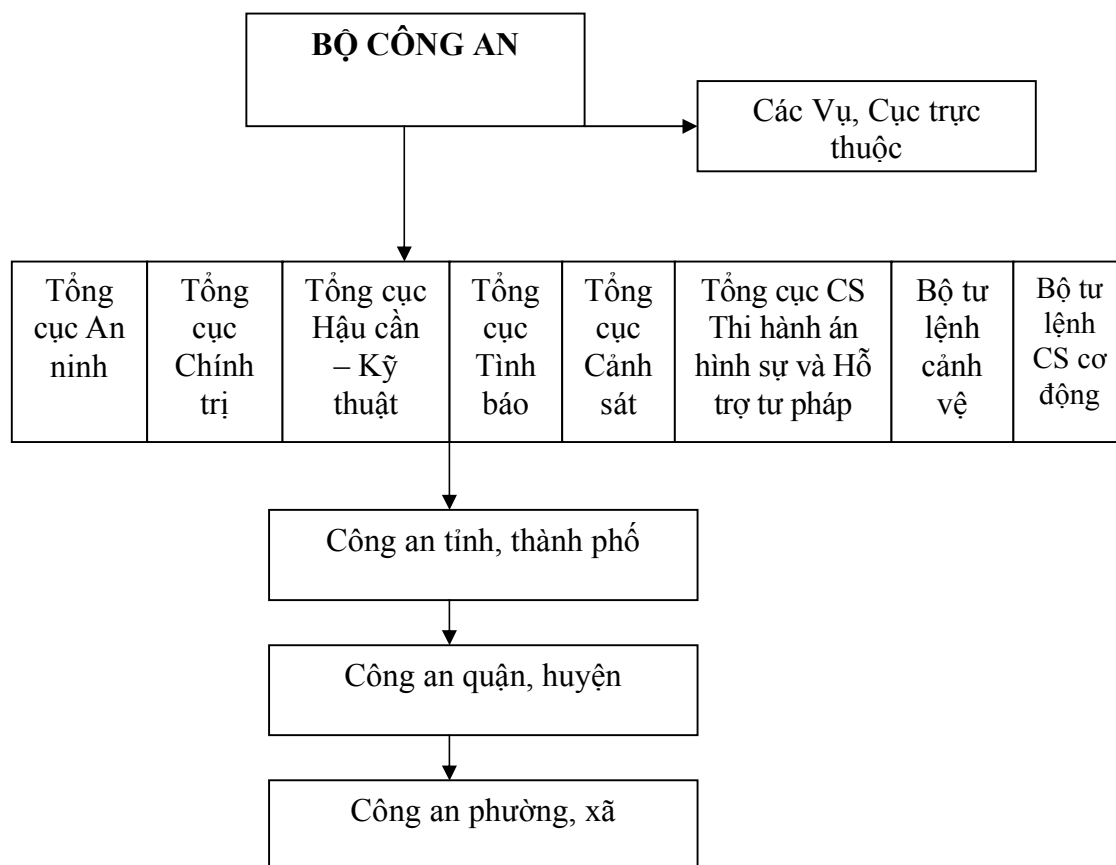 BỘ CÔNG AN
Các Vụ, Cục trực
thuộc
Tổng
cục An
ninh
Tổng
cục
Chính
trị
Tổng cục
Hậu cần
– Kỹ
thuật
Tổng
cục
Tình
báo
Tổng
cục
Cảnh
sát
Tổng cục CS
Thi hành án
hình sự và Hỗ
trợ tư pháp
Bộ tư
lệnh
cảnh
vệ
Bộ tư
lệnh
CS cơ
động
Công an tỉnh, thành phố
Công an quận, huyện
Công an phường, xã